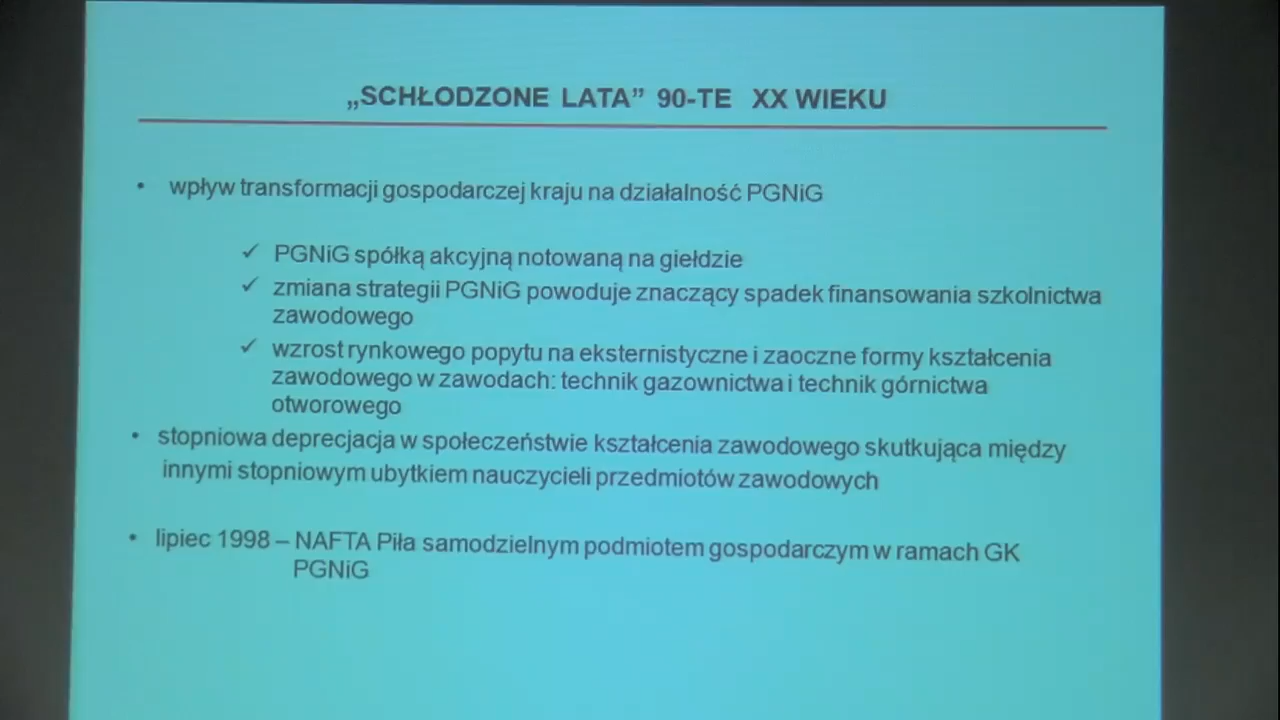 „SCHŁODZONE LATA” 90-TE XX WIEKU
• wpływ transformacji gospodarczej kraju na działalność PGNiG
✓ PGNiG spółką akcyjną notowaną na giełdzie
✓ zmiana strategii PGNiG powoduje znaczący spadek finansowania szkolnictwa
zawodowego
✓ wzrost rynkowego popytu na eksternistyczne i zaoczne formy kształcenia
zawodowego w zawodach: technik gazownictwa i technik górnictwa
otworowego
• stopniowa deprecjacja w społeczeństwie kształcenia zawodowego skutkująca między
innymi stopniowym ubytkiem nauczycieli przedmiotów zawodowych
• lipiec 1998 – NAFTA Piła samodzielnym podmiotem gospodarczym w ramach GK
PGNiG